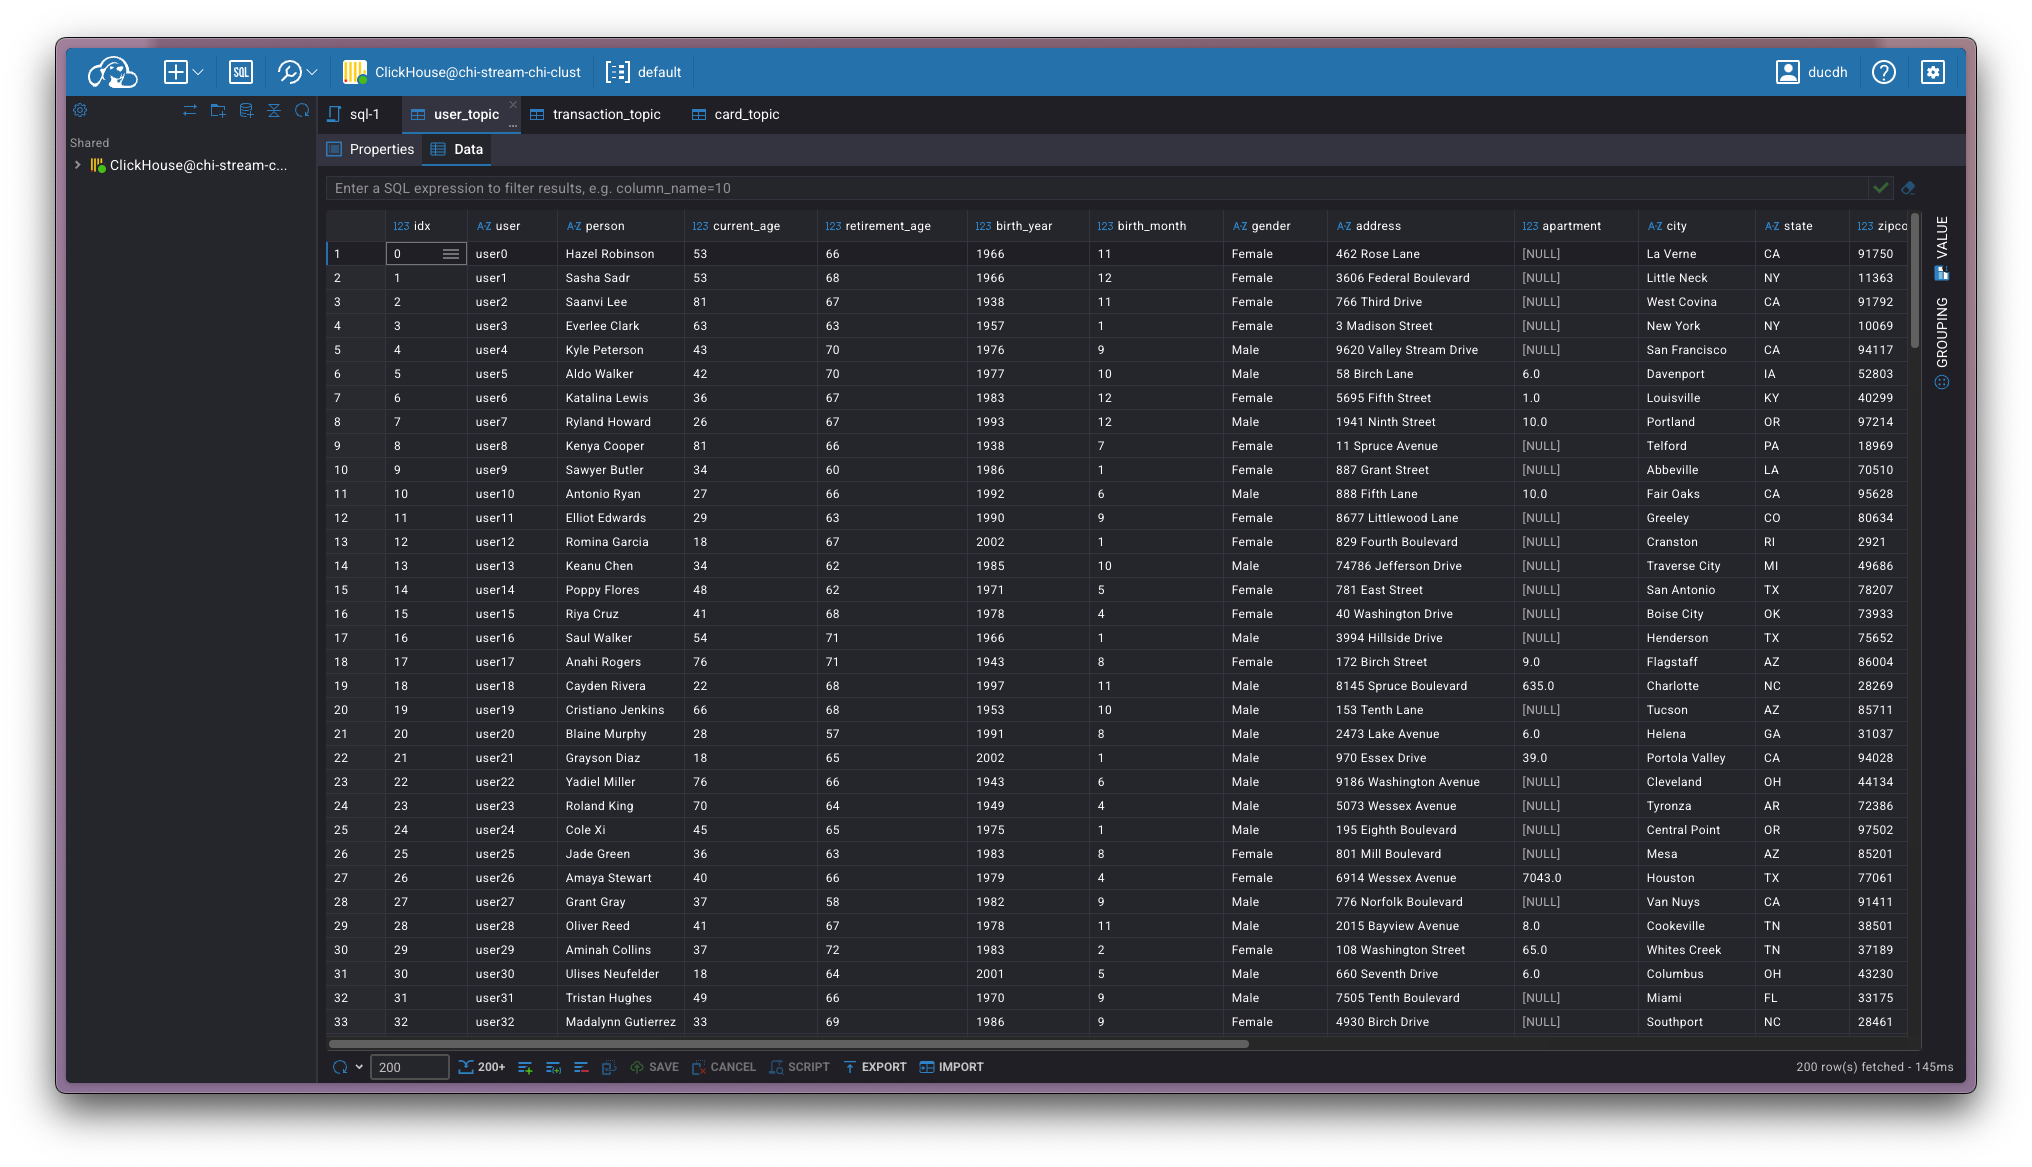 SQL ClickHouse@chi-stream-chi-clust default ducdh
sql-1 user_topic transaction_topic card_topic
Shared
ClickHouse@chi-stream-c...
Properties Data
Enter a SQL expression to filter results, e.g. column_name=10
123 idx A-Z user A-Z person 123 current_age 123 retirement_age 123 birth_year 123 birth_month A-Z gender A-Z address 123 apartment A-Z city A-Z state 123 zipco
1 0 user0 Hazel Robinson 53 66 1966 11 Female 462 Rose Lane [NULL] La Verne CA 91750
2 1 user1 Sasha Sadr 53 68 1966 12 Female 3606 Federal Boulevard [NULL] Little Neck NY 11363
3 2 user2 Saanvi Lee 81 67 1938 11 Female 766 Third Drive [NULL] West Covina CA 91792
4 3 user3 Everlee Clark 63 63 1957 1 Female 3 Madison Street [NULL] New York NY 10069
5 4 user4 Kyle Peterson 43 70 1976 9 Male 9620 Valley Stream Drive [NULL] San Francisco CA 94117
6 5 user5 Aldo Walker 42 70 1977 10 Male 58 Birch Lane 6.0 Davenport IA 52803
7 6 user6 Katalina Lewis 36 67 1983 12 Female 5695 Fifth Street 1.0 Louisville KY 40299
8 7 user7 Ryland Howard 26 67 1993 12 Male 1941 Ninth Street 10.0 Portland OR 97214
9 8 user8 Kenya Cooper 81 66 1938 7 Female 11 Spruce Avenue [NULL] Telford PA 18969
10 9 user9 Sawyer Butler 34 60 1986 1 Female 887 Grant Street [NULL] Abbeville LA 70510
11 10 user10 Antonio Ryan 27 66 1992 6 Male 888 Fifth Lane 10.0 Fair Oaks CA 95628
12 11 user11 Elliot Edwards 29 63 1990 9 Female 8677 Littlewood Lane [NULL] Greeley CO 80634
13 12 user12 Romina Garcia 18 67 2002 1 Female 829 Fourth Boulevard [NULL] Cranston RI 2921
14 13 user13 Keanu Chen 34 62 1985 10 Male 74786 Jefferson Drive [NULL] Traverse City MI 49686
15 14 user14 Poppy Flores 48 62 1971 5 Female 781 East Street [NULL] San Antonio TX 78207
16 15 user15 Riya Cruz 41 68 1978 4 Female 40 Washington Drive [NULL] Boise City OK 73933
17 16 user16 Saul Walker 54 71 1966 1 Male 3994 Hillside Drive [NULL] Henderson TX 75652
18 17 user17 Anahi Rogers 76 71 1943 8 Female 172 Birch Street 9.0 Flagstaff AZ 86004
19 18 user18 Cayden Rivera 22 68 1997 11 Male 8145 Spruce Boulevard 635.0 Charlotte NC 28269
20 19 user19 Cristiano Jenkins 66 68 1953 10 Male 153 Tenth Lane [NULL] Tucson AZ 85711
21 20 user20 Blaine Murphy 28 57 1991 8 Male 2473 Lake Avenue 6.0 Helena GA 31037
22 21 user21 Grayson Diaz 18 65 2002 1 Male 970 Essex Drive 39.0 Portola Valley CA 94028
23 22 user22 Yadiel Miller 76 66 1943 6 Male 9186 Washington Avenue [NULL] Cleveland OH 44134
24 23 user23 Roland King 70 64 1949 4 Male 5073 Wessex Avenue [NULL] Tyronza AR 72386
25 24 user24 Cole Xi 45 65 1975 1 Male 195 Eighth Boulevard [NULL] Central Point OR 97502
26 25 user25 Jade Green 36 63 1983 8 Female 801 Mill Boulevard [NULL] Mesa AZ 85201
27 26 user26 Amaya Stewart 40 66 1979 4 Female 6914 Wessex Avenue 7043.0 Houston TX 77061
28 27 user27 Grant Gray 37 58 1982 9 Male 776 Norfolk Boulevard [NULL] Van Nuys CA 91411
29 28 user28 Oliver Reed 41 67 1978 11 Male 2015 Bayview Avenue 8.0 Cookeville TN 38501
30 29 user29 Aminah Collins 37 72 1983 2 Female 108 Washington Street 65.0 Whites Creek TN 37189
31 30 user30 Ulises Neufelder 18 64 2001 5 Male 660 Seventh Drive 6.0 Columbus OH 43230
32 31 user31 Tristan Hughes 49 66 1970 9 Male 7505 Tenth Boulevard [NULL] Miami FL 33175
33 32 user32 Madalynn Gutierrez 33 69 1986 9 Female 4930 Birch Drive [NULL] Southport NC 28461
VALUE
GROUPING
200 200+ SAVE CANCEL SCRIPT EXPORT IMPORT 200 row(s) fetched - 145ms